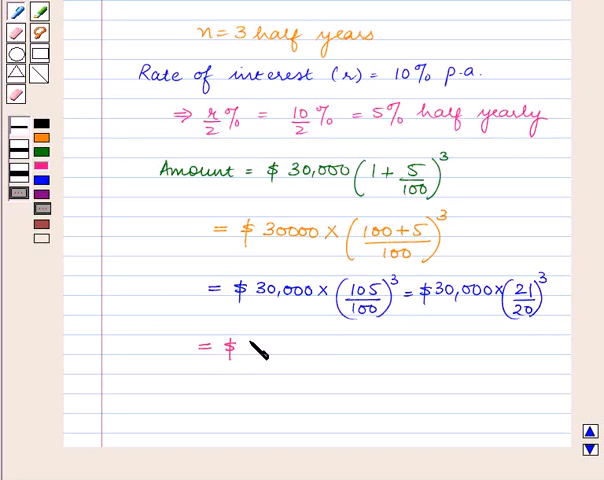 n = 3 half years
Rate of interest (r) = 10% p.a.
⇒ r/2 % = 10/2 % = 5% half yearly
Amount = $ 30,000 (1 + 5/100)^3
= $ 30000 × (100 + 5/100)^3
= $ 30,000 × (105/100)^3 = $ 30,000 × (21/20)^3
= $